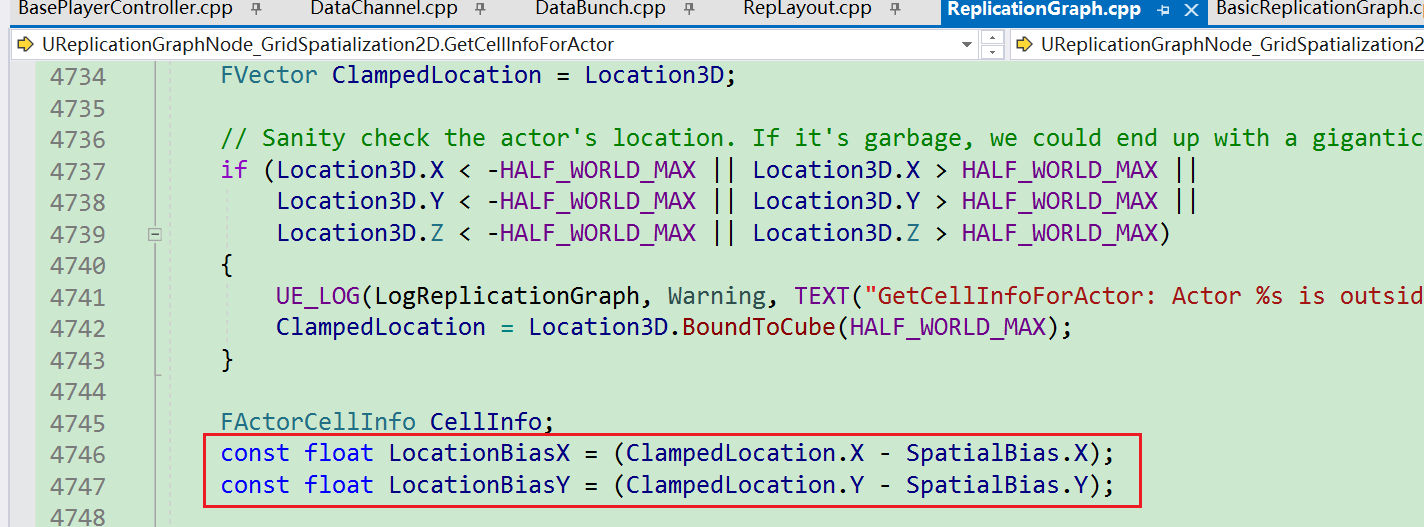 BasePlayerController.cpp DataChannel.cpp DataBunch.cpp RepLayout.cpp ReplicationGraph.cpp BasicReplicationGraph.c
UReplicationGraphNode_GridSpatialization2D.GetCellInfoForActor UReplicationGraphNode_GridSpatialization2
4734 FVector ClampedLocation = Location3D;
4735
4736 // Sanity check the actor's location. If it's garbage, we could end up with a gigantic
4737 if (Location3D.X < -HALF_WORLD_MAX || Location3D.X > HALF_WORLD_MAX ||
4738 Location3D.Y < -HALF_WORLD_MAX || Location3D.Y > HALF_WORLD_MAX ||
4739 Location3D.Z < -HALF_WORLD_MAX || Location3D.Z > HALF_WORLD_MAX)
4740 {
4741 UE_LOG(LogReplicationGraph, Warning, TEXT("GetCellInfoForActor: Actor %s is outsid
4742 ClampedLocation = Location3D.BoundToCube(HALF_WORLD_MAX);
4743 }
4744
4745 FActorCellInfo CellInfo;
4746 const float LocationBiasX = (ClampedLocation.X - SpatialBias.X);
4747 const float LocationBiasY = (ClampedLocation.Y - SpatialBias.Y);
4748